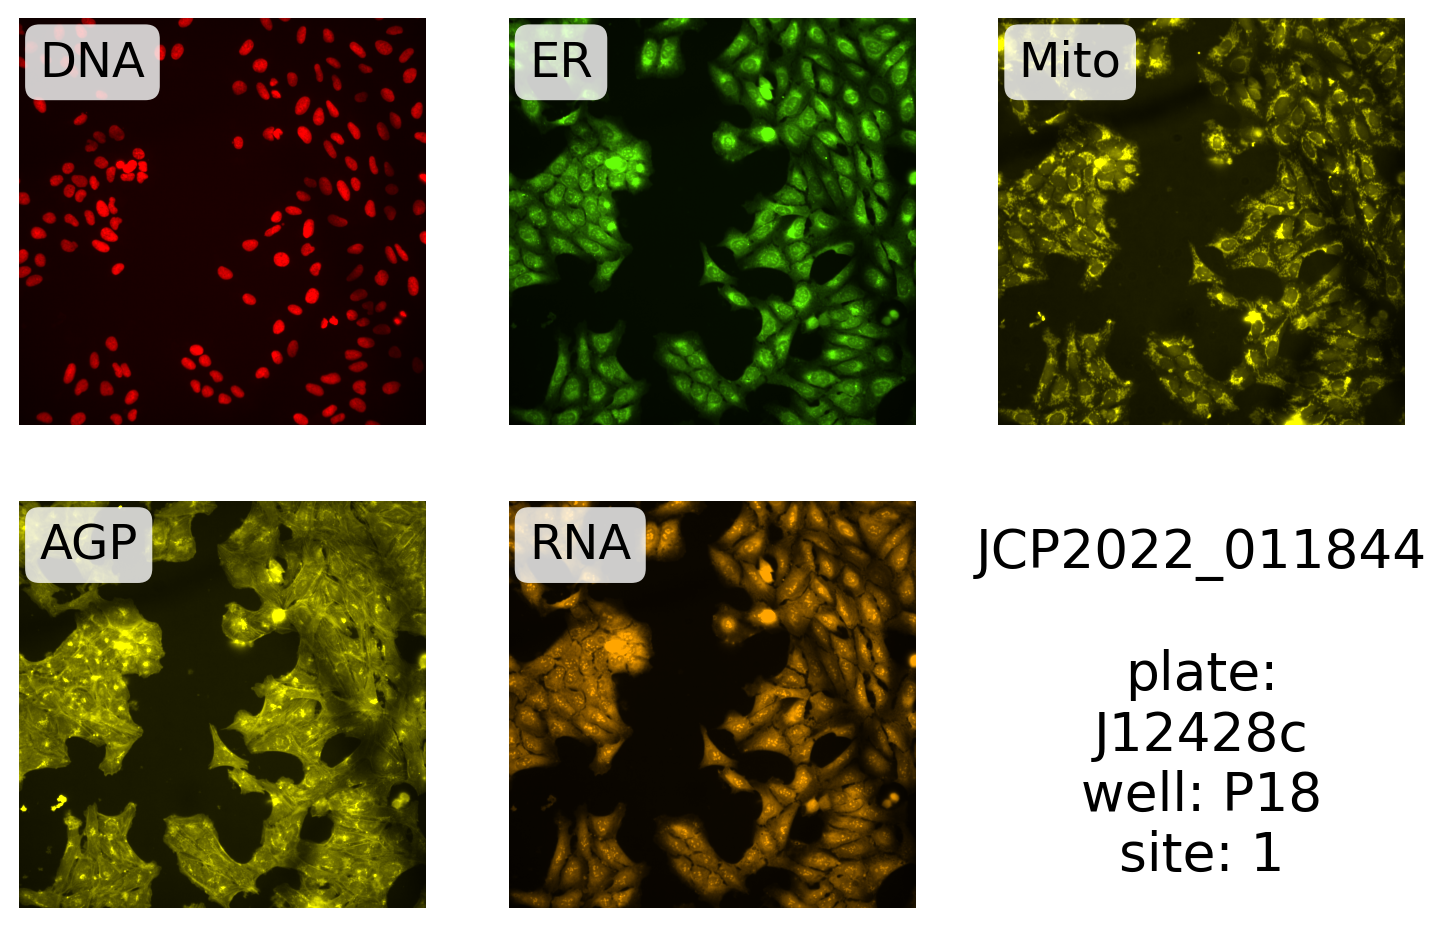 DNA
ER
Mito
AGP
RNA
JCP2022_011844
plate:
J12428c
well: P18
site: 1